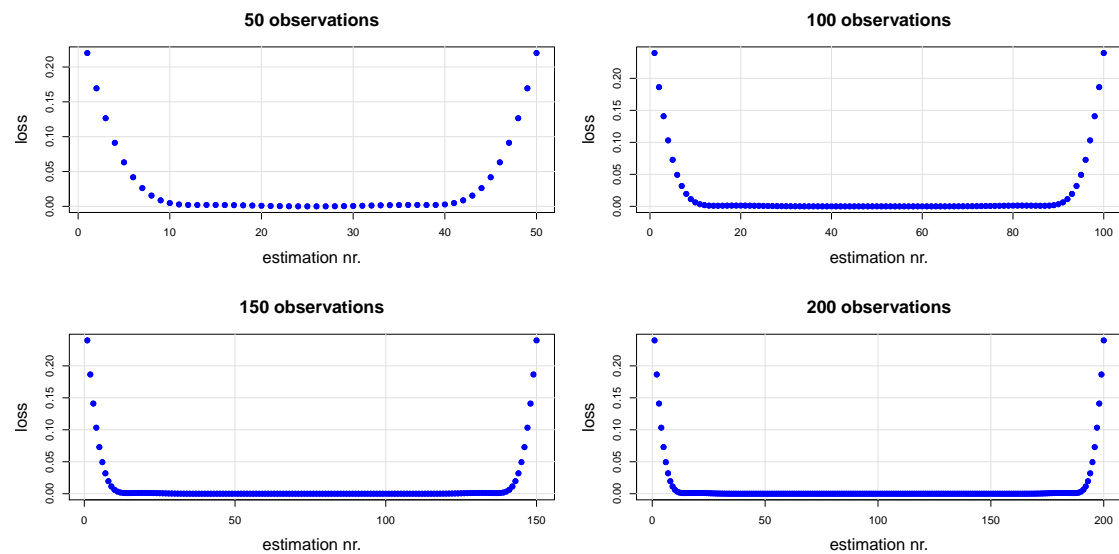 50 observations
loss
0.00 0.05 0.10 0.15 0.20
0 10 20 30 40 50
estimation nr.
100 observations
loss
0.00 0.05 0.10 0.15 0.20
0 20 40 60 80 100
estimation nr.
150 observations
loss
0.00 0.05 0.10 0.15 0.20
0 50 100 150
estimation nr.
200 observations
loss
0.00 0.05 0.10 0.15 0.20
0 50 100 150 200
estimation nr.